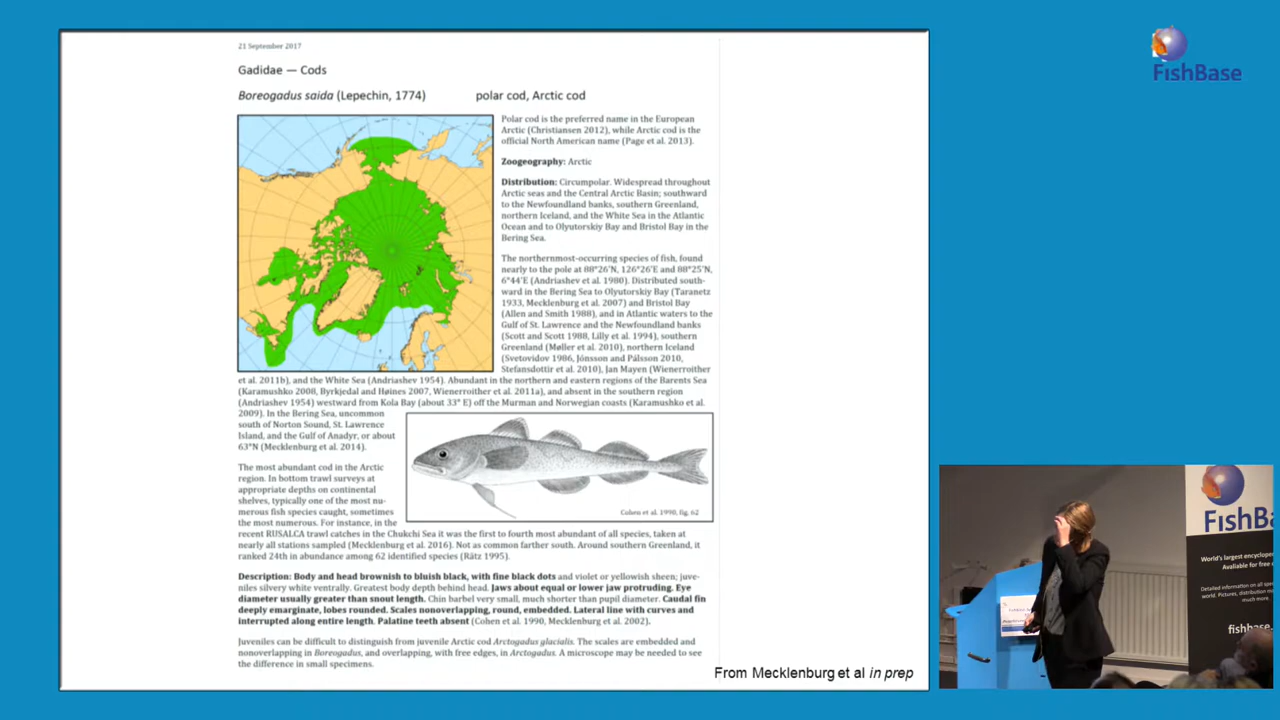 21 September 2017
Gadidae — Cods
Boreogadus saida (Lepechin, 1774) polar cod, Arctic cod
Polar cod is the preferred name in the European
Arctic (Christiansen 2012), while Arctic cod is the
official North American name (Page et al. 2013).
Zoogeography: Arctic
Distribution: Circumpolar. Widespread throughout
Arctic seas and the Central Arctic Basin; southward
to the Newfoundland banks, southern Greenland,
northern Iceland, and the White Sea in the Atlantic
Ocean and to Olyutorskiy Bay and Bristol Bay in the
Bering Sea.
The northernmost-occurring species of fish, found
nearly to the pole at 88°26'N, 126°26'E and 88°25'N,
6°44'E (Andriashev et al. 1980). Distributed south-
ward in the Bering Sea to Olyutorskiy Bay (Taranetz
1933, Mecklenburg et al. 2007) and Bristol Bay
(Allen and Smith 1988), and in Atlantic waters to the
Gulf of St. Lawrence and the Newfoundland banks
(Scott and Scott 1988, Lilly et al. 1994), southern
Greenland (Møller et al. 2010), northern Iceland
(Svetovidov 1986, Jónsson and Pálsson 2010,
Stefansdottir et al. 2010), Jan Mayen (Wienerroither
et al. 2011b), and the White Sea (Andriashev 1954). Abundant in the northern and eastern regions of the Barents Sea
(Karamushko 2008, Byrkjedal and Høines 2007, Wienerroither et al. 2011a), and absent in the southern region
(Andriashev 1954) westward from Kola Bay (about 33° E) off the Murman and Norwegian coasts (Karamushko et al.
2009). In the Bering Sea, uncommon
south of Norton Sound, St. Lawrence
Island, and the Gulf of Anadyr, or about
63°N (Mecklenburg et al. 2014).
The most abundant cod in the Arctic
region. In bottom trawl surveys at
appropriate depths on continental
shelves, typically one of the most nu-
merous fish species caught, sometimes
the most numerous. For instance, in the
recent RUSALCA trawl catches in the Chukchi Sea it was the first to fourth most abundant of all species, taken at
nearly all stations sampled (Mecklenburg et al. 2016). Not as common farther south. Around southern Greenland, it
ranked 24th in abundance among 62 identified species (Rätz 1995).
Cohen et al. 1990, fig. 62
Description: Body and head brownish to bluish black, with fine black dots and violet or yellowish sheen; juve-
niles silvery white ventrally. Greatest body depth behind head. Jaws about equal or lower jaw protruding. Eye
diameter usually greater than snout length. Chin barbel very small, much shorter than pupil diameter. Caudal fin
deeply emarginate, lobes rounded. Scales nonoverlapping, round, embedded. Lateral line with curves and
interrupted along entire length. Palatine teeth absent (Cohen et al. 1990, Mecklenburg et al. 2002).
Juveniles can be difficult to distinguish from juvenile Arctic cod Arctogadus glacialis. The scales are embedded and
nonoverlapping in Boreogadus, and overlapping, with free edges, in Arctogadus. A microscope may be needed to see
the difference in small specimens.
From Mecklenburg et al in prep
FishBase
FishBa
World's largest encyclope
Available for free
Detailed information on all spe
world. Pictures, distribution m
much more.
fishbase.